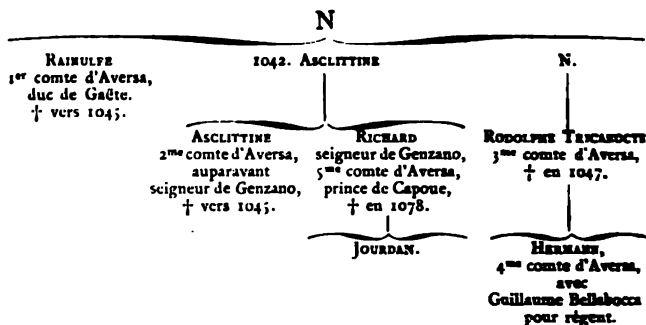 N
RAINULFE
1er comte d'Aversa,
duc de Gaëte.
† vers 1045.
1042. ASCLITTINE
N.
ASCLITTINE
2me comte d'Aversa,
auparavant
seigneur de Genzano,
† vers 1045.
RICHARD
seigneur de Genzano,
5me comte d'Aversa,
prince de Capoue,
† en 1078.
JOURDAN.
RODOLPHE TRICANOCTE
3me comte d'Aversa,
† en 1047.
HERMANN,
4me comte d'Aversa,
avec
Guillaume Bellabocca
pour régent.